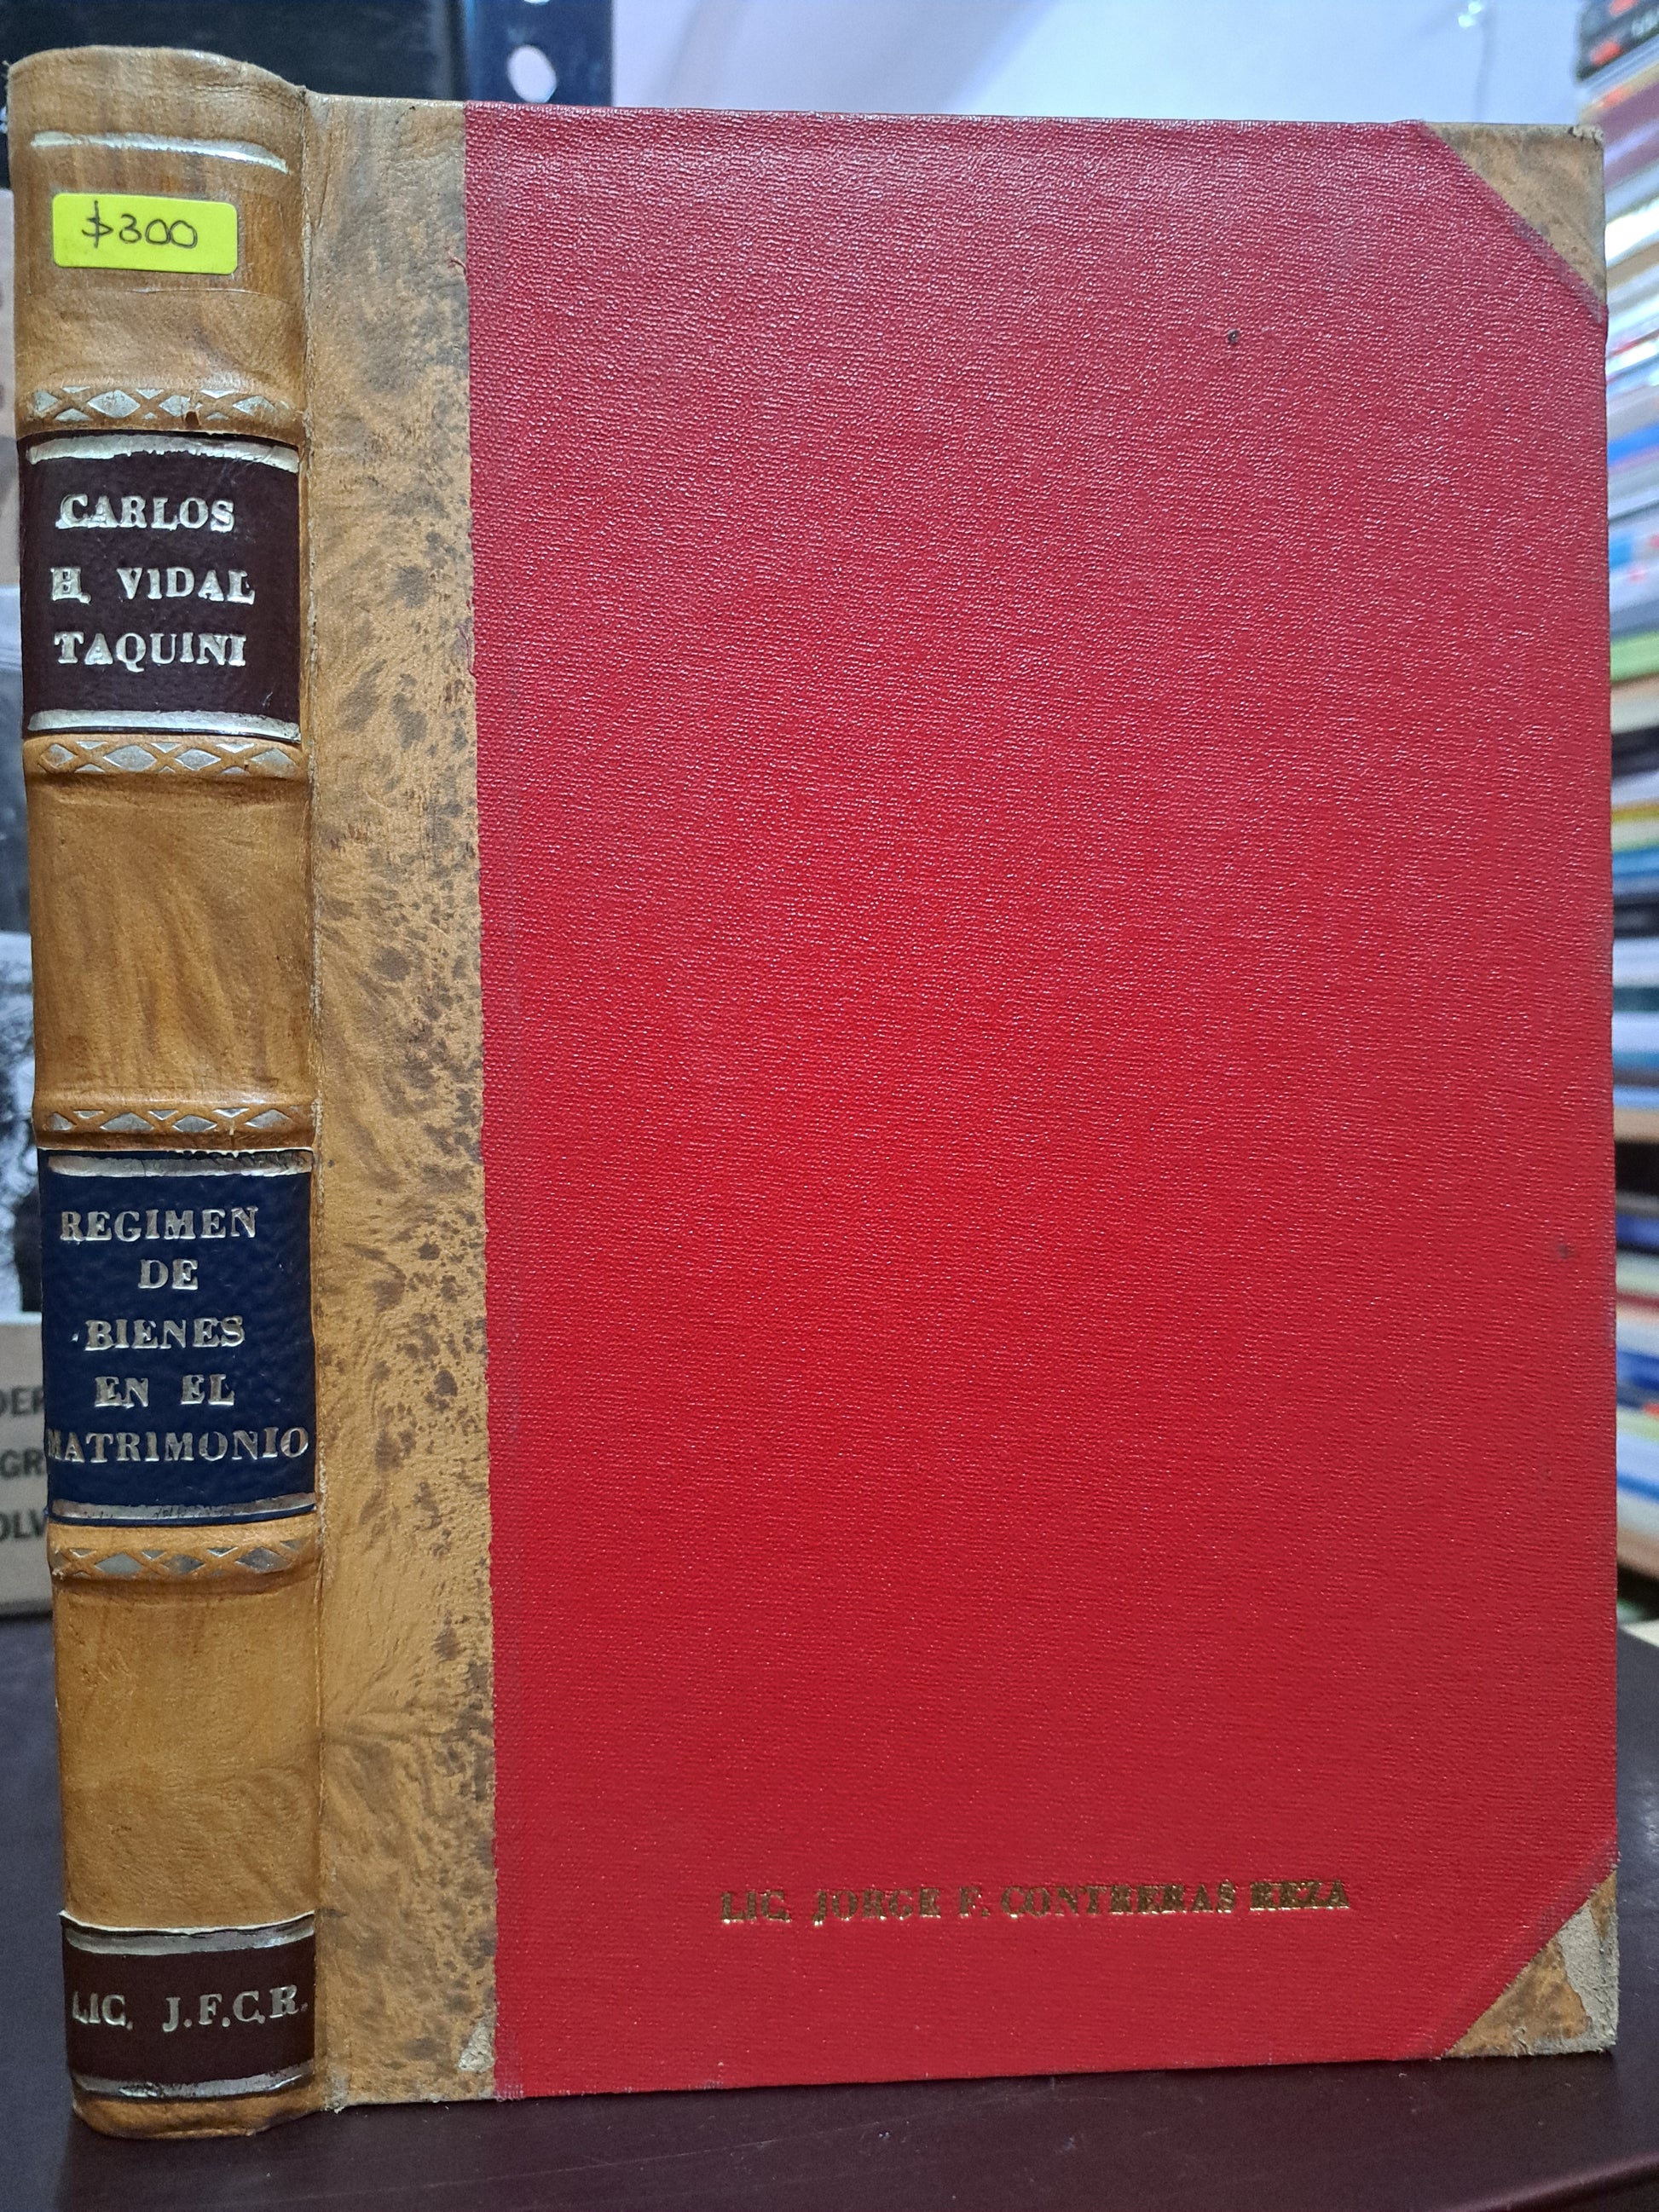 $300
CARLOS
H. VIDAL
TAQUINI
REGIMEN
DE
BIENES
EN EL
MATRIMONIO
LIC. J.F.C.R.
LIC. JORGE F. CONTRERAS REZA